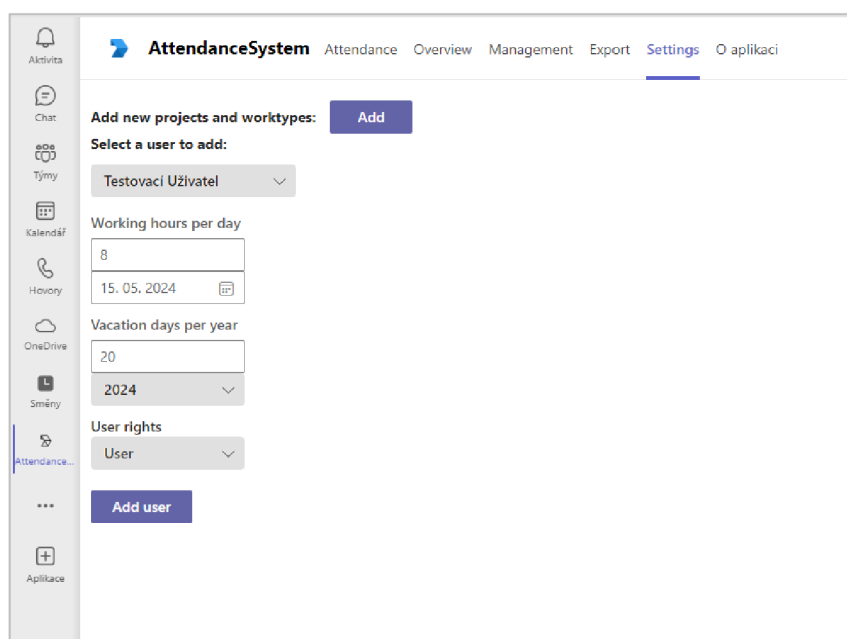 Aktivita
Chat
Týmy
Kalendář
Hovory
OneDrive
Směny
Attendance...
Aplikace
AttendanceSystem Attendance Overview Management Export Settings O aplikaci
Add new projects and worktypes: Add
Select a user to add:
Testovací Uživatel
Working hours per day
8
15. 05. 2024
Vacation days per year
20
2024
User rights
User
Add user